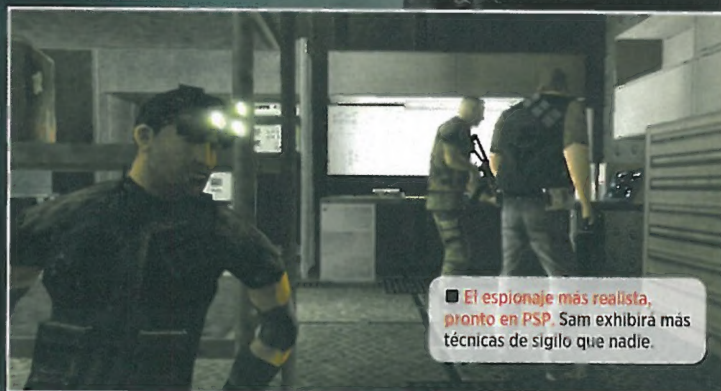 ■ El espionaje más realista,
pronto en PSP. Sam exhibirá más
técnicas de sigilo que nadie.